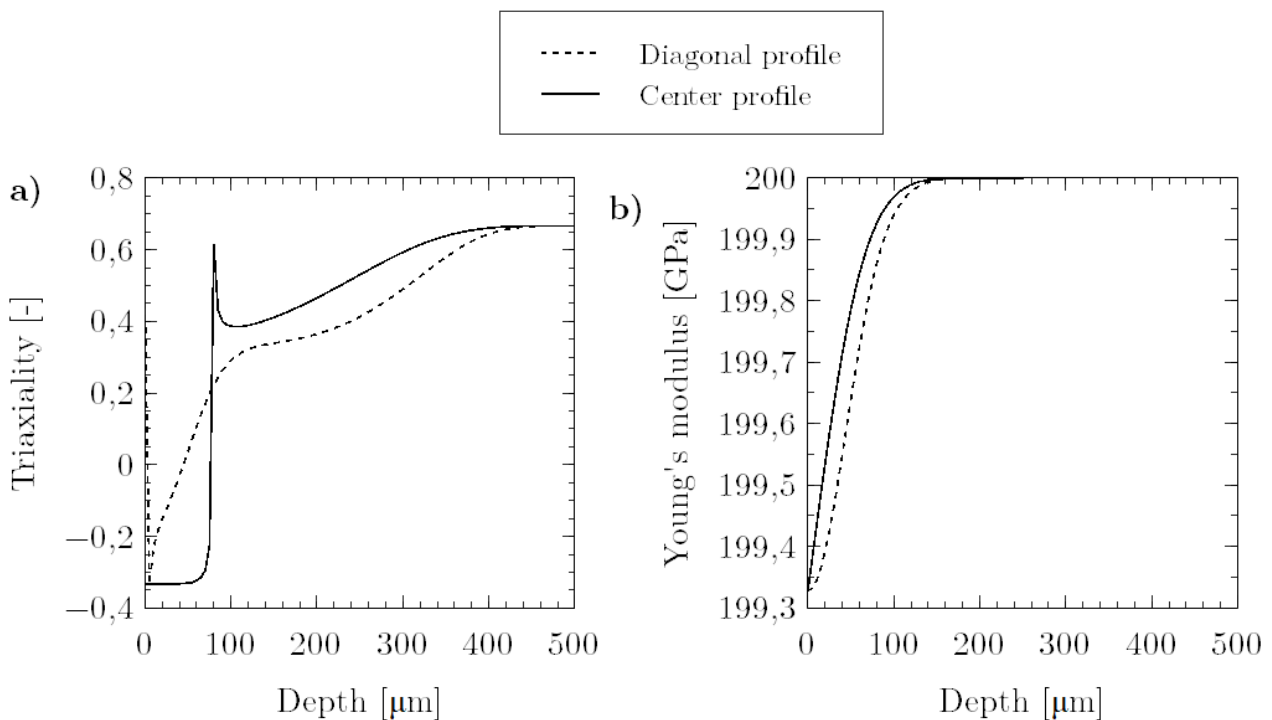 Diagonal profile
Center profile
a)
0,8
0,6
0,4
0,2
0
−0,2
−0,4
Triaxiality [-]
0 100 200 300 400 500
Depth [µm]
b)
200
199,9
199,8
199,7
199,6
199,5
199,4
199,3
Young's modulus [GPa]
0 100 200 300 400 500
Depth [µm]